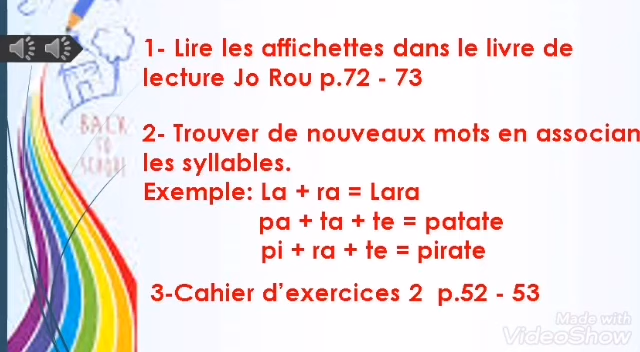 1- Lire les affichettes dans le livre de
lecture Jo Rou p.72 - 73
2- Trouver de nouveaux mots en associan
les syllabes.
Exemple: La + ra = Lara
pa + ta + te = patate
pi + ra + te = pirate
3-Cahier d'exercices 2 p.52 - 53
BACK
TO
SCHOOL
Made with
VideoShow